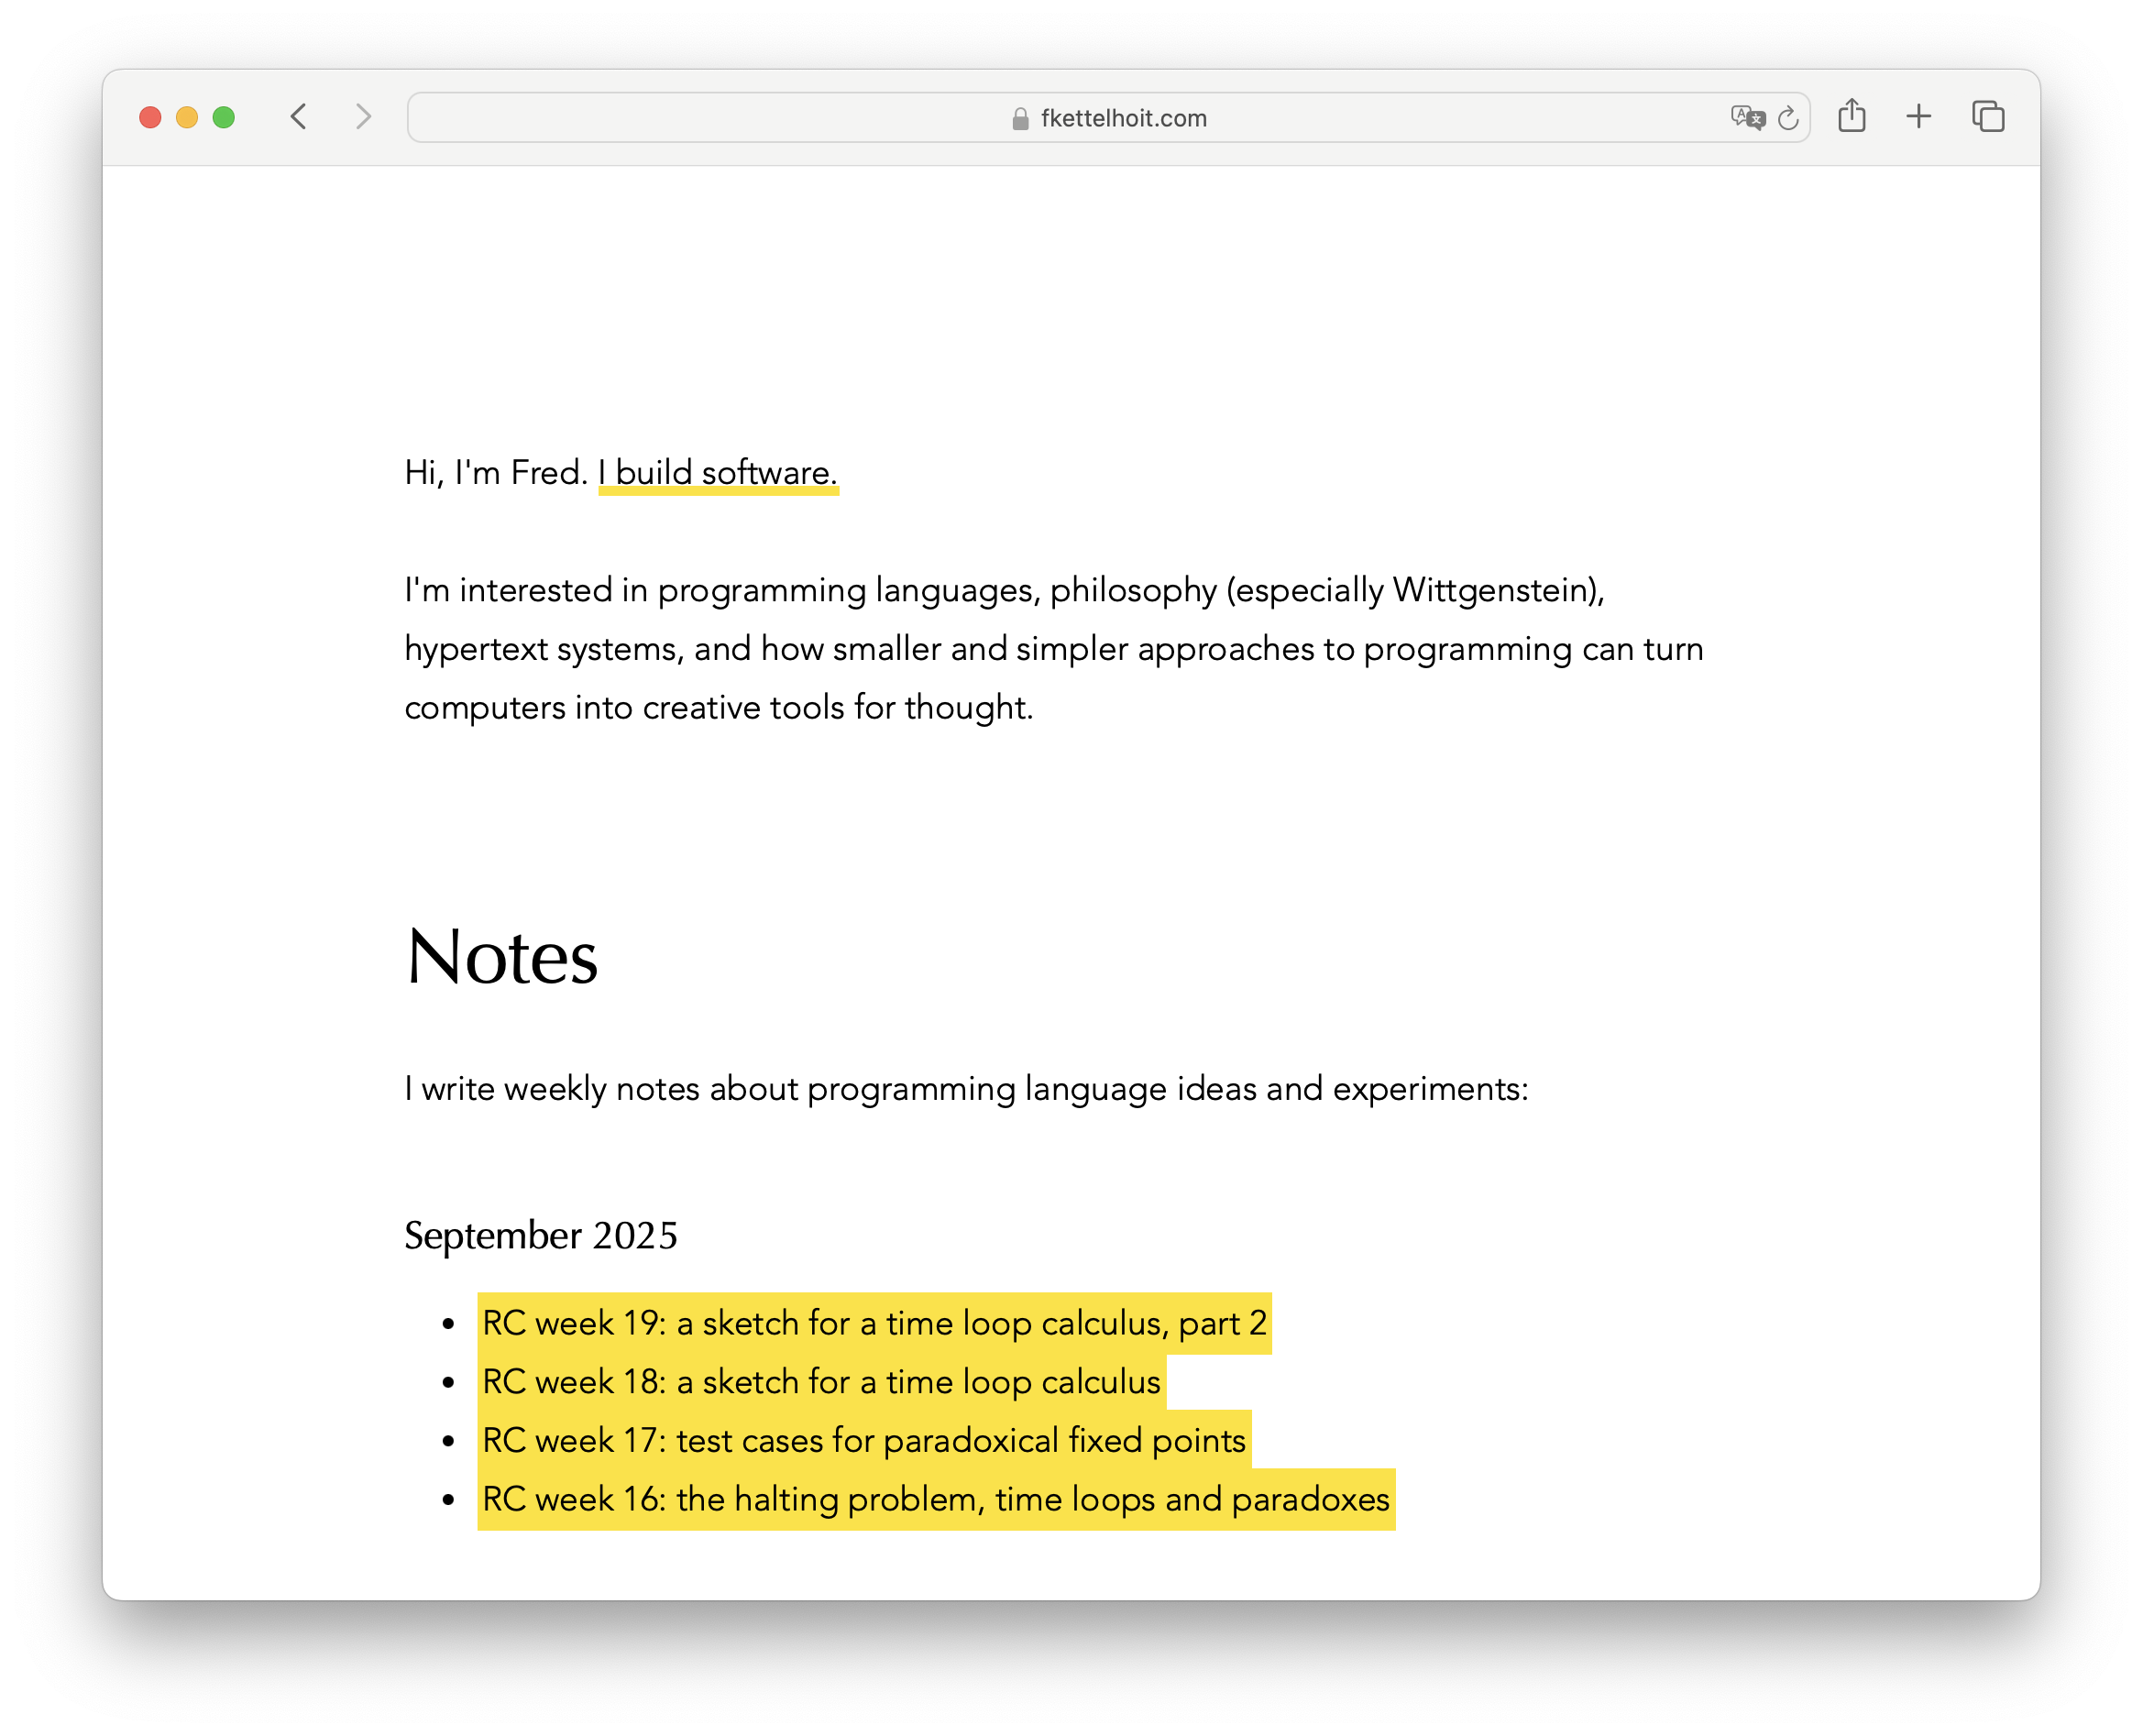 fkettelhoit.com
Hi, I'm Fred. I build software.
I'm interested in programming languages, philosophy (especially Wittgenstein),
hypertext systems, and how smaller and simpler approaches to programming can turn
computers into creative tools for thought.
Notes
I write weekly notes about programming language ideas and experiments:
September 2025
• RC week 19: a sketch for a time loop calculus, part 2
• RC week 18: a sketch for a time loop calculus
• RC week 17: test cases for paradoxical fixed points
• RC week 16: the halting problem, time loops and paradoxes